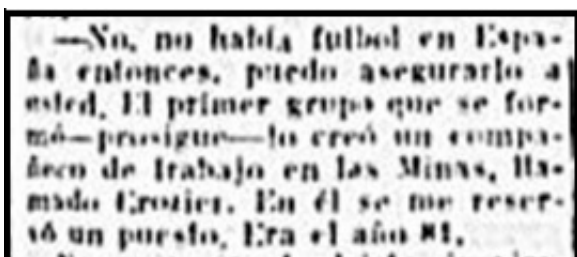 —No, no había futbol en Espa-
ña entonces, puedo asegurarlo a
usted. El primer grupo que se for-
mó—prosigue—lo creó un compa-
ñero de trabajo en las Minas, lla-
mado Crozier. En él se me reser-
vó un puesto. Era el año 81.